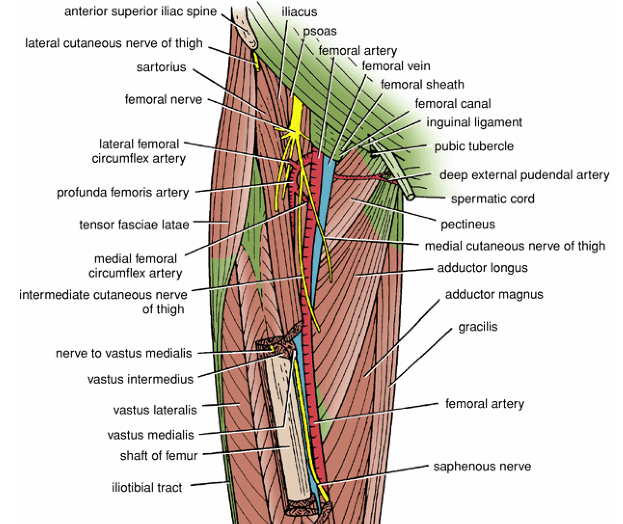 anterior superior iliac spine
iliacus
psoas
lateral cutaneous nerve of thigh
femoral artery
femoral vein
sartorius
femoral sheath
femoral nerve
femoral canal
inguinal ligament
lateral femoral
circumflex artery
pubic tubercle
deep external pudendal artery
profunda femoris artery
spermatic cord
tensor fasciae latae
pectineus
medial cutaneous nerve of thigh
medial femoral
circumflex artery
adductor longus
intermediate cutaneous nerve
of thigh
adductor magnus
gracilis
nerve to vastus medialis
vastus intermedius
vastus lateralis
femoral artery
vastus medialis
shaft of femur
saphenous nerve
iliotibial tract